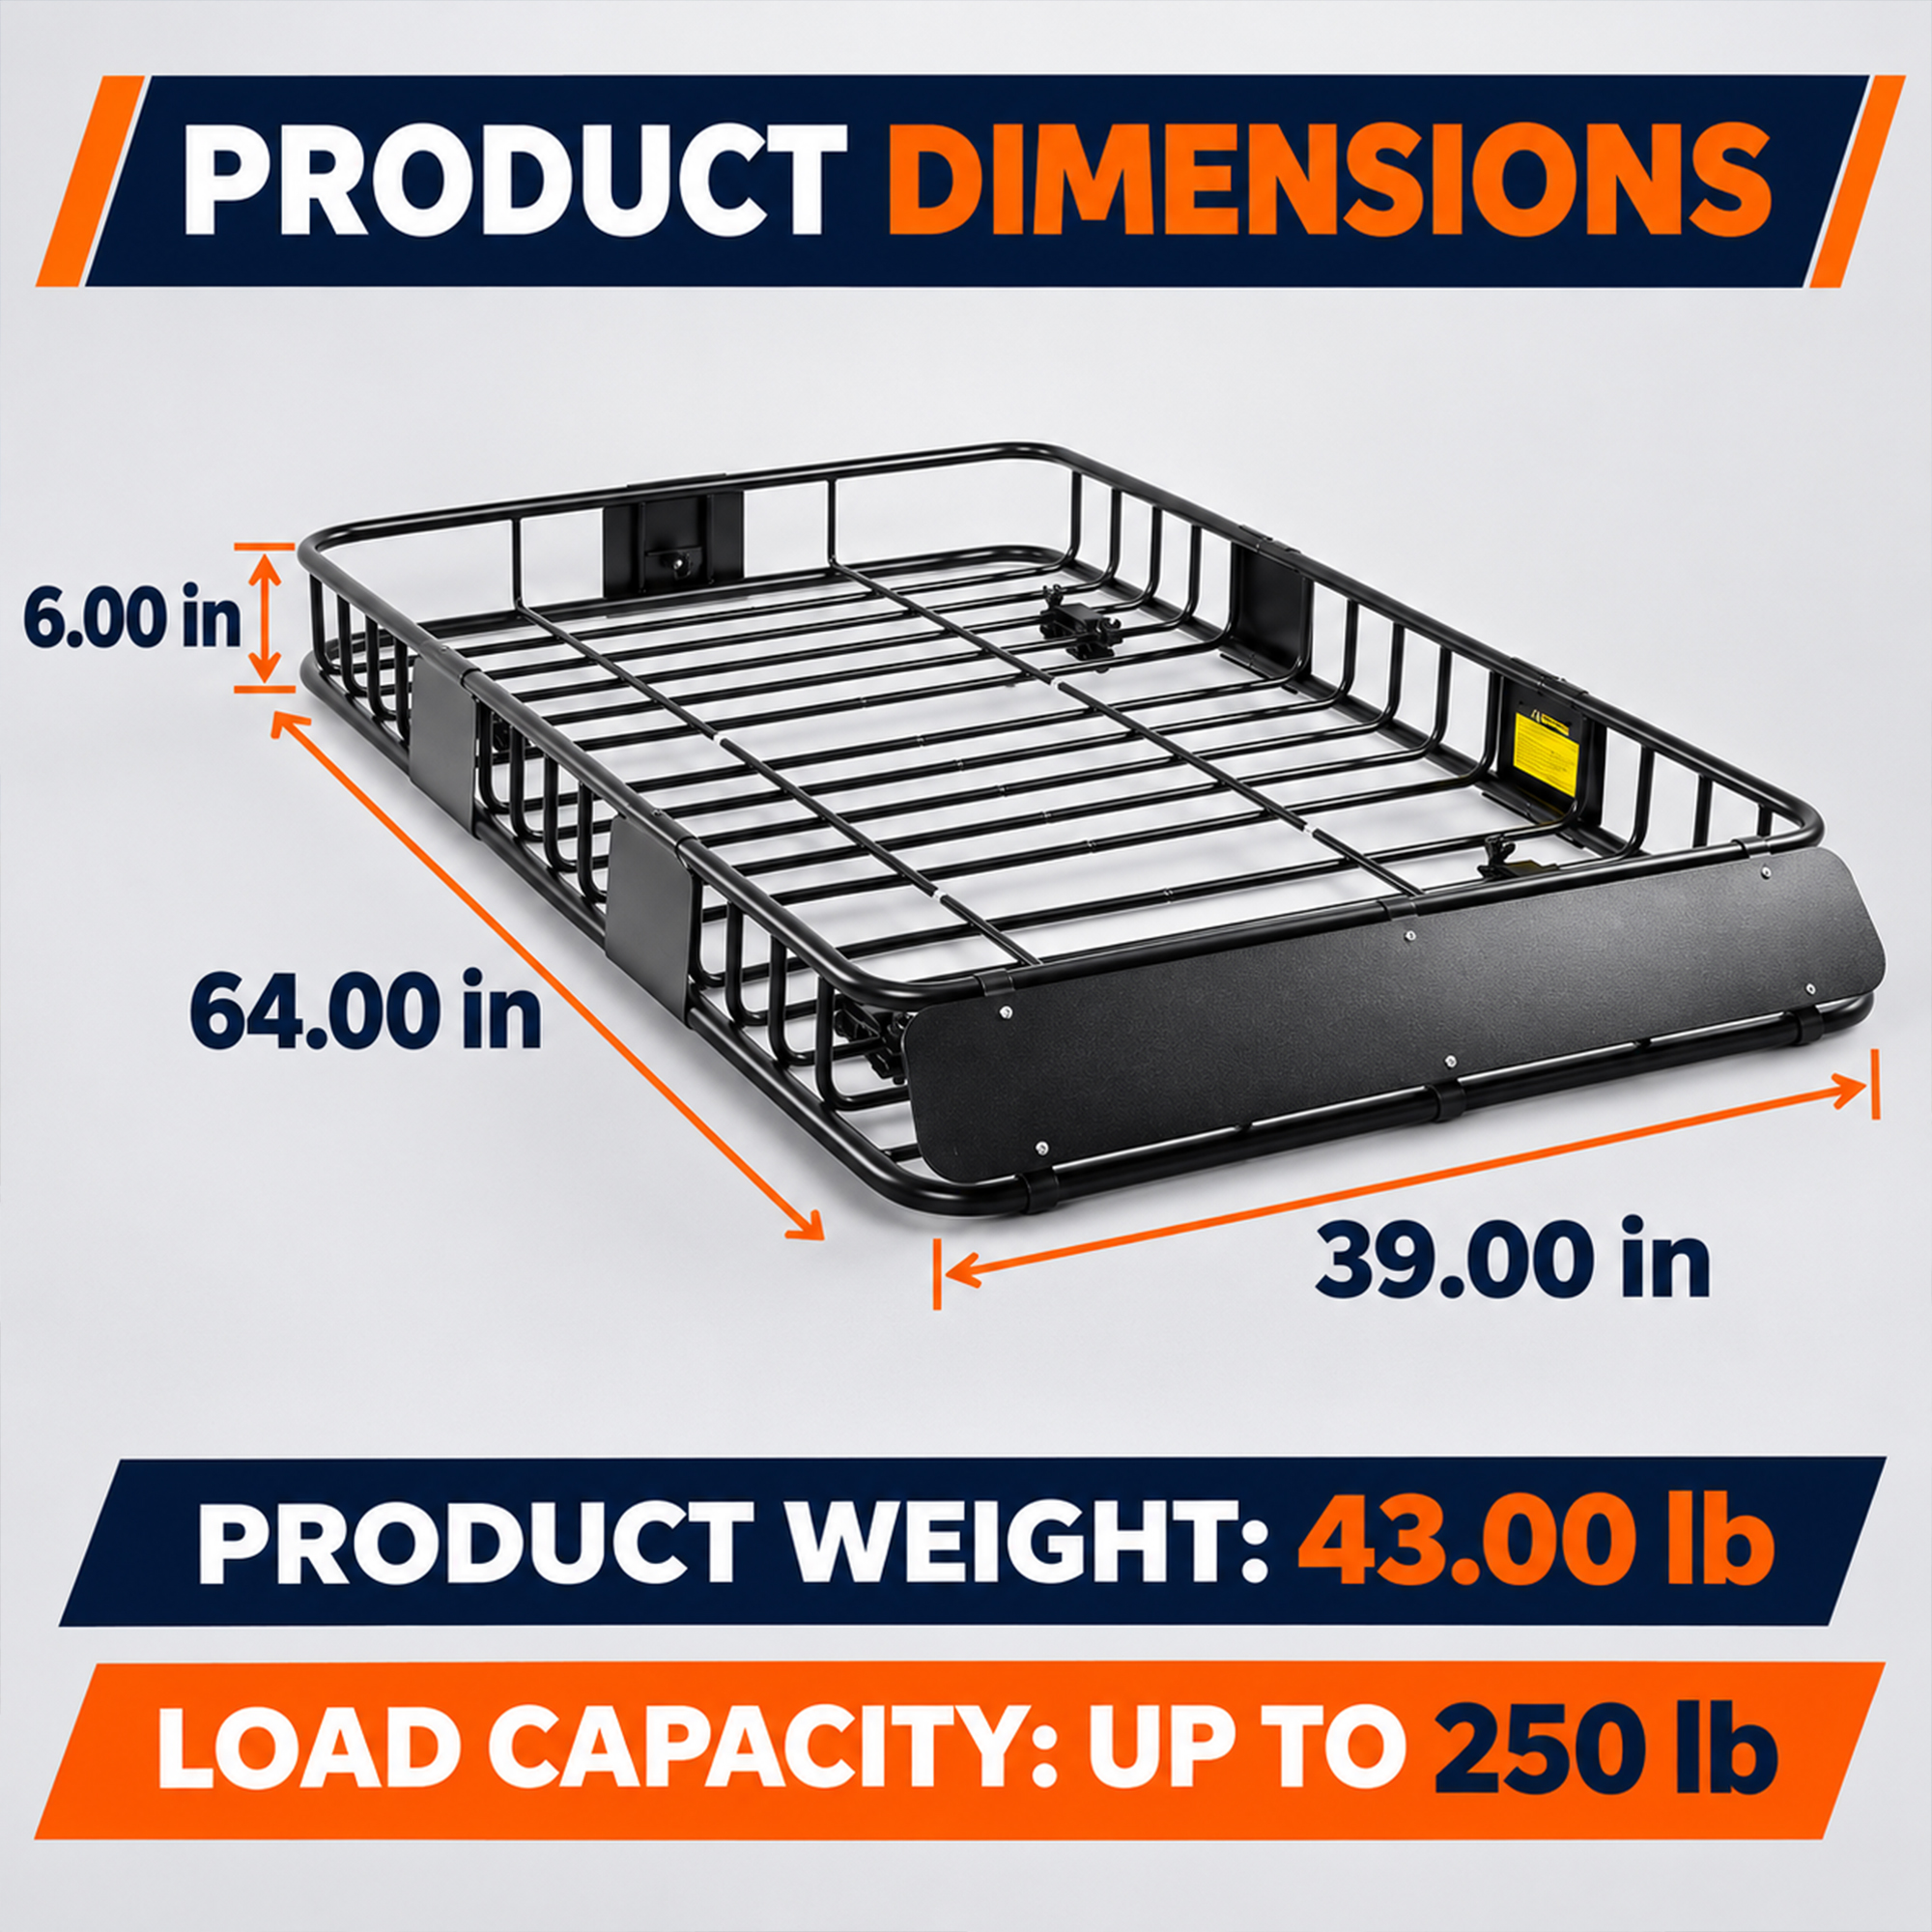 PRODUCT DIMENSIONS
6.00 in
64.00 in
39.00 in
PRODUCT WEIGHT: 43.00 lb
LOAD CAPACITY: UP TO 250 lb